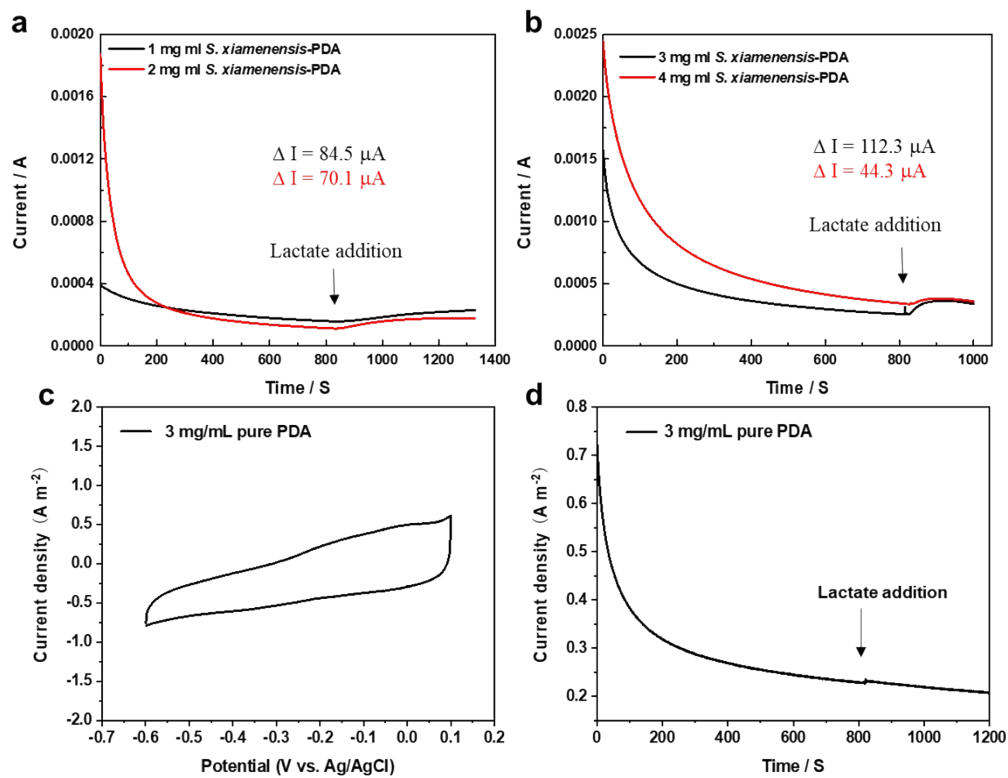 a
0.0020
0.0016
0.0012
0.0008
0.0004
0.0000
Current / A
1 mg ml S. xiamenensis-PDA
2 mg ml S. xiamenensis-PDA
Δ I = 84.5 μA
Δ I = 70.1 μA
Lactate addition
0 200 400 600 800 1000 1200 1400
Time / S
b
0.0025
0.0020
0.0015
0.0010
0.0005
0.0000
Current / A
3 mg ml S. xiamenensis-PDA
4 mg ml S. xiamenensis-PDA
Δ I = 112.3 μA
Δ I = 44.3 μA
Lactate addition
0 200 400 600 800 1000
Time / S
c
2.0
1.5
1.0
0.5
0.0
-0.5
-1.0
-1.5
-2.0
Current density（A m-2)
3 mg/mL pure PDA
-0.7 -0.6 -0.5 -0.4 -0.3 -0.2 -0.1 0.0 0.1 0.2
Potential (V vs. Ag/AgCl)
d
0.8
0.7
0.6
0.5
0.4
0.3
0.2
Current density（A m-2)
3 mg/mL pure PDA
Lactate addition
0 200 400 600 800 1000 1200
Time / S